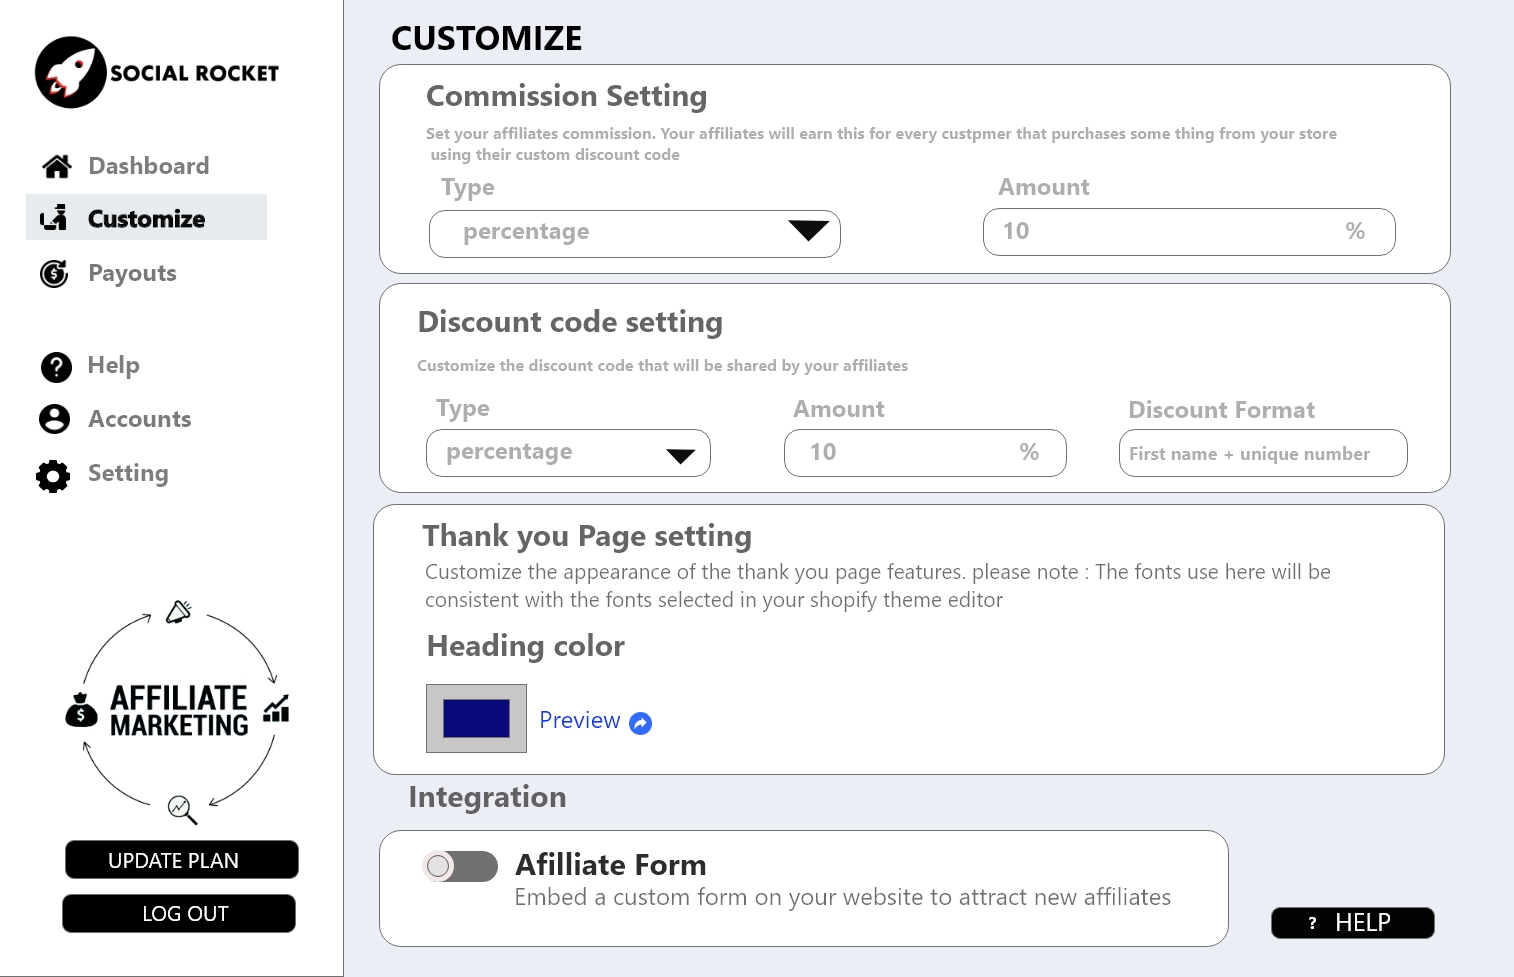 SOCIAL ROCKET
Dashboard
Customize
Payouts
Help
Accounts
Setting
$
AFFILIATE
MARKETING
UPDATE PLAN
LOG OUT
CUSTOMIZE
Commission Setting
Set your affiliates commission. Your affiliates will earn this for every custpmer that purchases some thing from your store
using their custom discount code
Type
Amount
percentage
10 %
Discount code setting
Customize the discount code that will be shared by your affiliates
Type
Amount
Discount Format
percentage
10 %
First name + unique number
Thank you Page setting
Customize the appearance of the thank you page features. please note : The fonts use here will be
consistent with the fonts selected in your shopify theme editor
Heading color
Preview
Integration
Afilliate Form
Embed a custom form on your website to attract new affiliates
? HELP